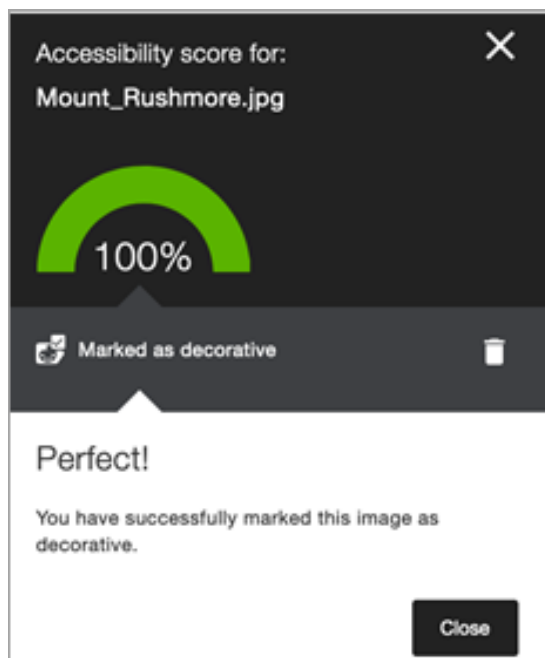 Accessibility score for:
Mount_Rushmore.jpg
100%
Marked as decorative
Perfect!
You have successfully marked this image as
decorative.
Close